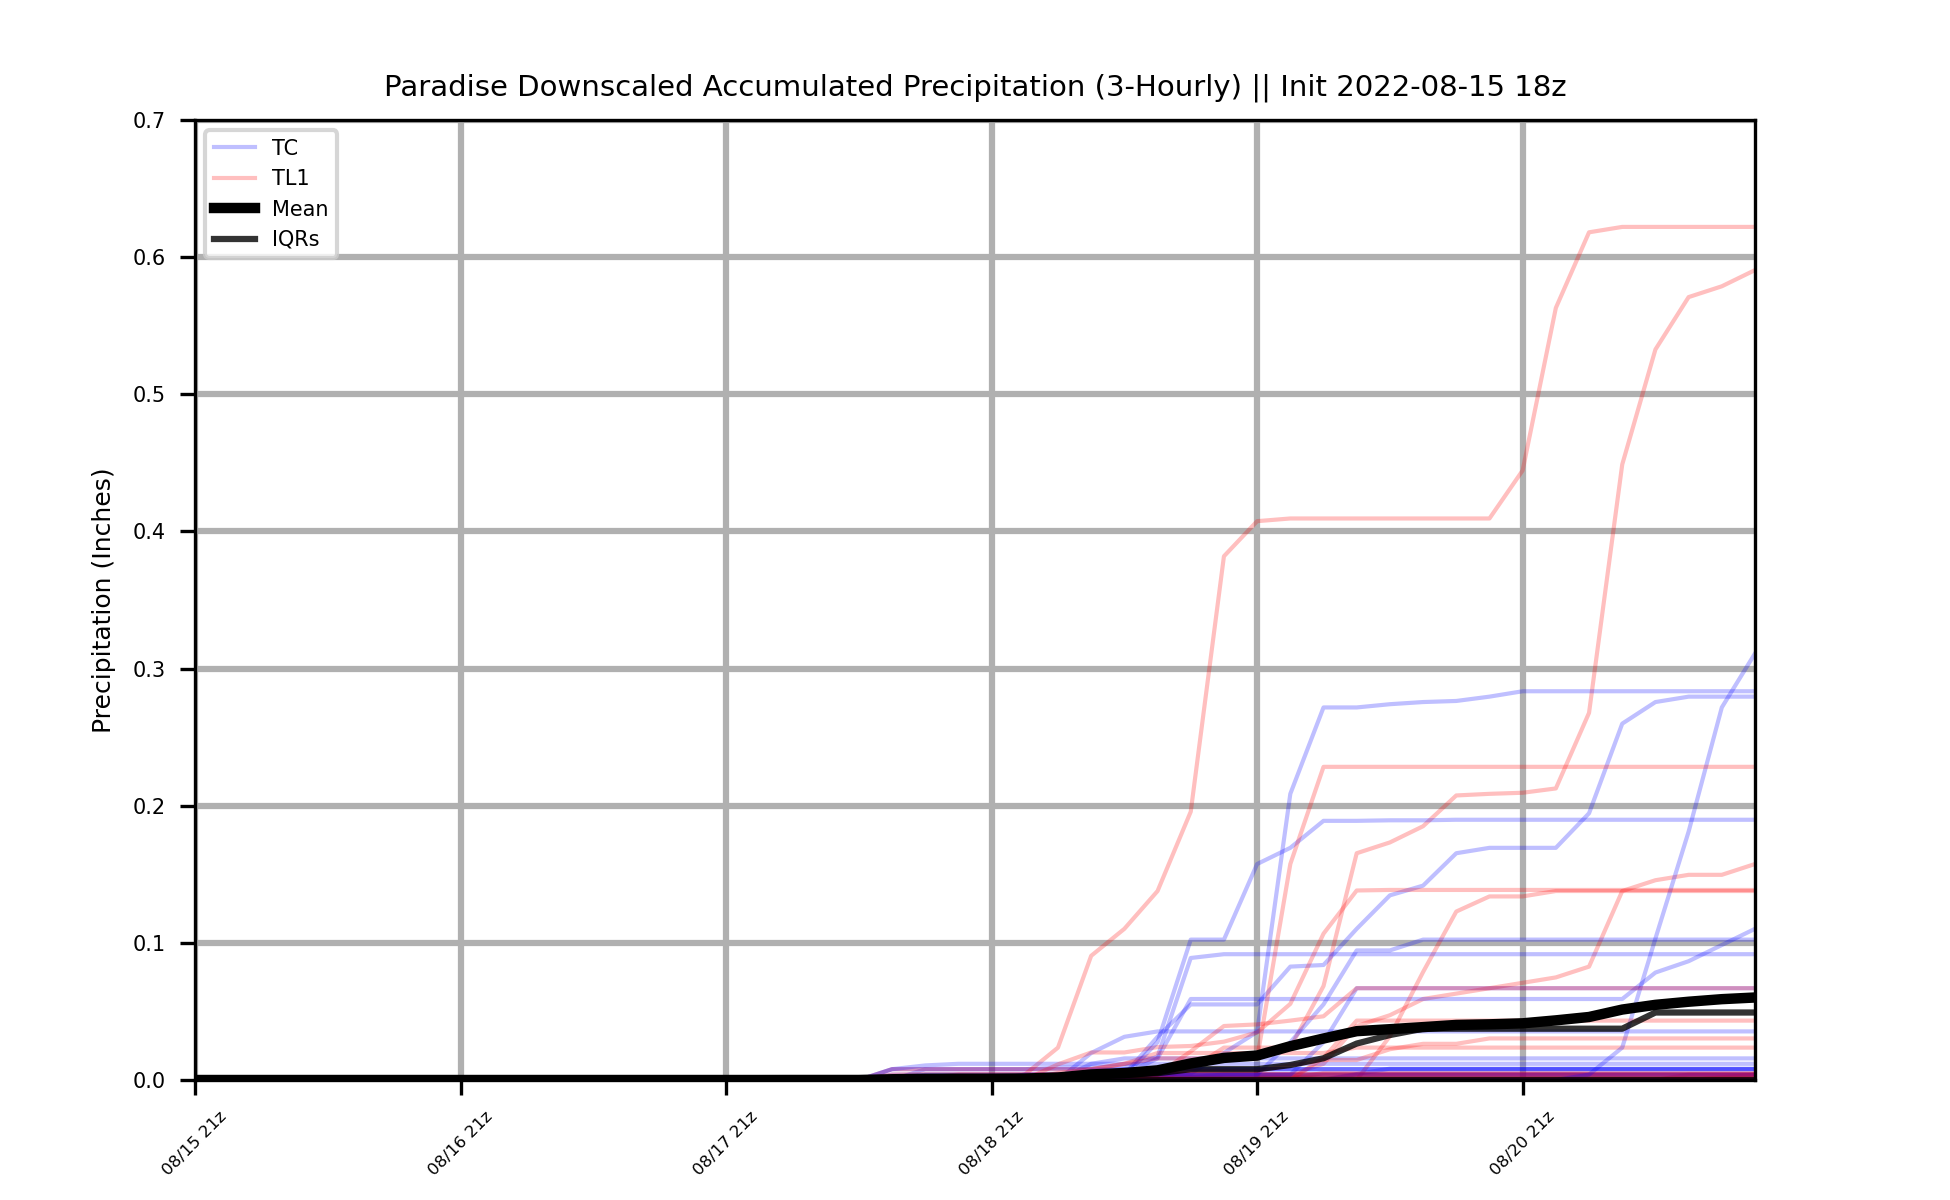 Paradise Downscaled Accumulated Precipitation (3-Hourly) || Init 2022-08-15 18z
TC
TL1
Mean
IQRs
Precipitation (Inches)
0.7
0.6
0.5
0.4
0.3
0.2
0.1
0.0
08/15 21z
08/16 21z
08/17 21z
08/18 21z
08/19 21z
08/20 21z